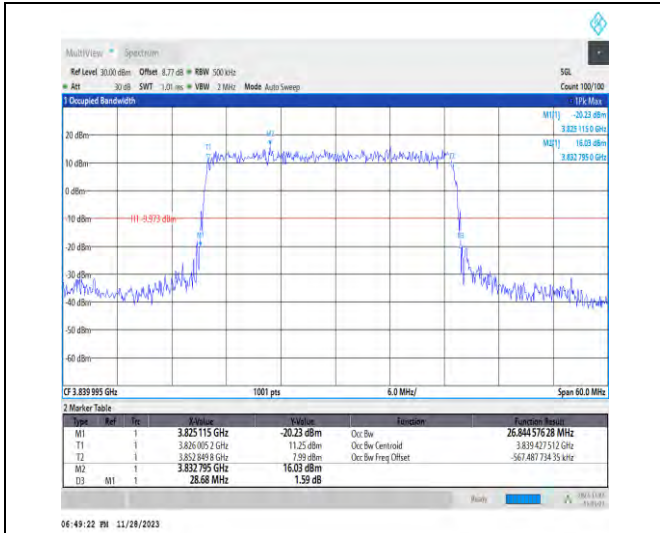 MultiView Spectrum
Ref Level 30.00 dBm Offset 8.77 dB RBW 500 kHz SGL
Att 30 dB SWT 1.01 ms VBW 2 MHz Mode Auto Sweep Count 100/100
1 Occupied Bandwidth 1Pk Max
M1[1] -20.23 dBm
3.825 115 0 GHz
M2[1] 16.03 dBm
3.832 795 0 GHz
20 dBm
10 dBm
0 dBm
-10 dBm
H1 -9.973 dBm
-20 dBm
-30 dBm
-40 dBm
-50 dBm
-60 dBm
T1
M2
T2
M1
D3
CF 3.839 995 GHz 1001 pts 6.0 MHz/ Span 60.0 MHz
2 Marker Table
Type Ref Trc X-Value Y-Value Function Function Result
M1 1 3.825 115 GHz -20.23 dBm Occ Bw 26.844 576 28 MHz
T1 1 3.826 005 2 GHz 11.25 dBm Occ Bw Centroid 3.839 427 512 GHz
T2 1 3.852 849 8 GHz 7.99 dBm Occ Bw Freq Offset -567.487 734 35 kHz
M2 1 3.832 795 GHz 16.03 dBm
D3 M1 1 28.68 MHz 1.59 dB
Ready
06:49:22 PM 11/28/2023